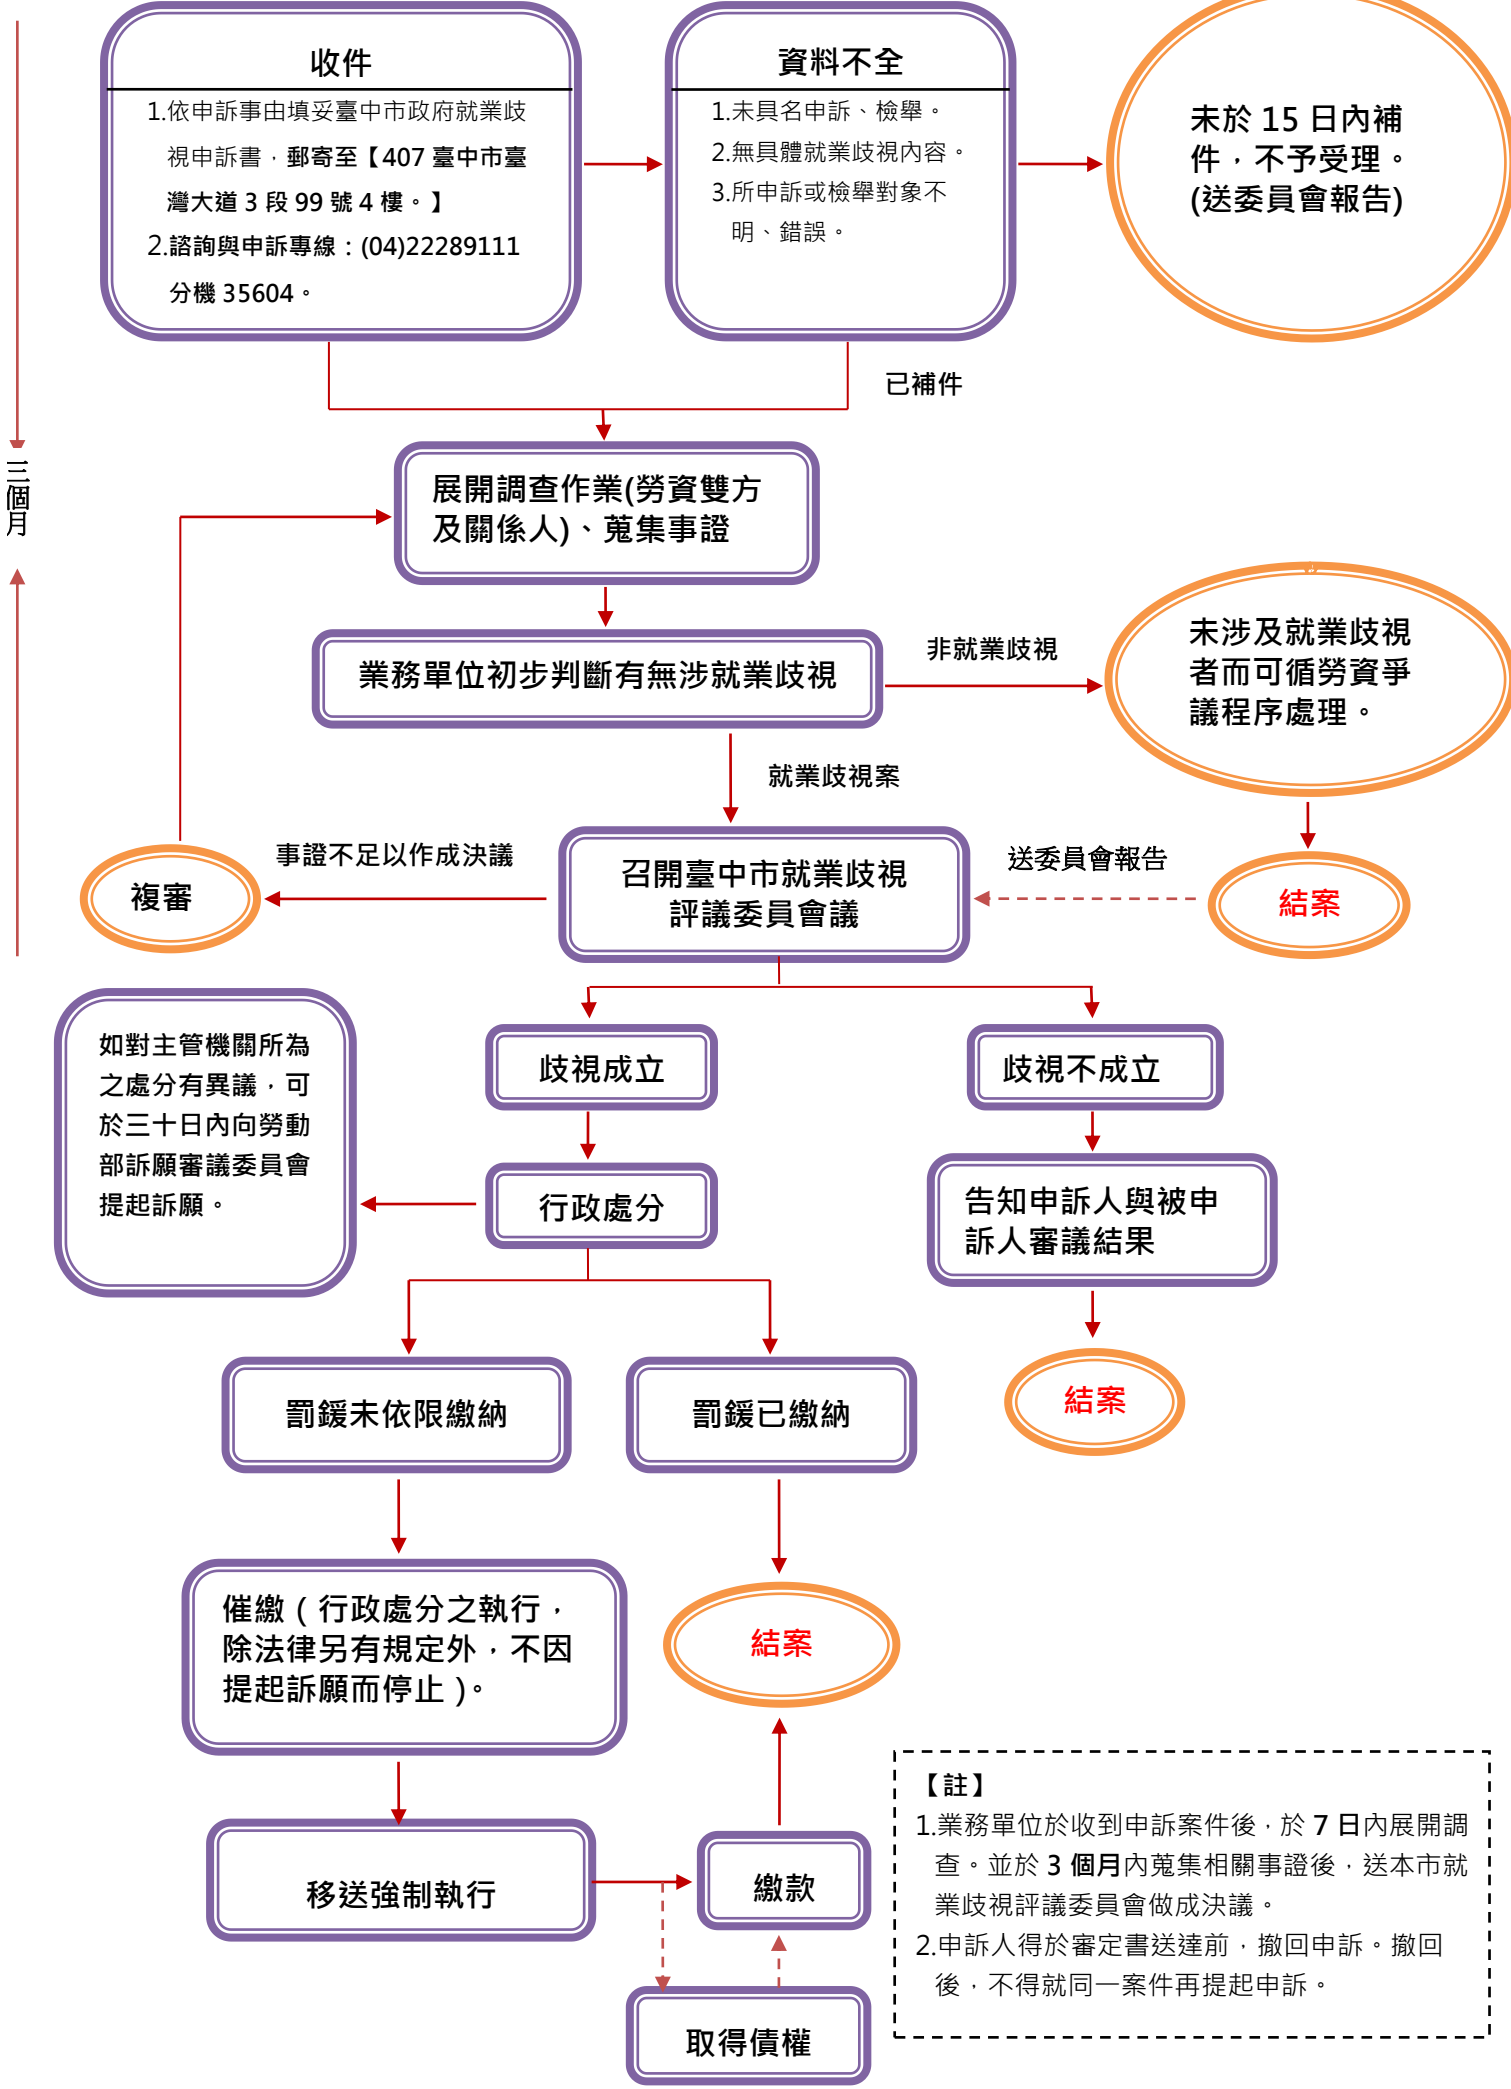 收件
1.依申訴事由填妥臺中市政府就業歧
視申訴書，郵寄至【407 臺中市臺
灣大道 3 段 99 號 4 樓。】
2.諮詢與申訴專線：(04)22289111
分機 35604。
資料不全
1.未具名申訴、檢舉。
2.無具體就業歧視內容。
3.所申訴或檢舉對象不
明、錯誤。
未於 15 日內補
件，不予受理。
(送委員會報告)
已補件
三個月
展開調查作業(勞資雙方
及關係人)、蒐集事證
業務單位初步判斷有無涉就業歧視
非就業歧視
未涉及就業歧視
者而可循勞資爭
議程序處理。
就業歧視案
事證不足以作成決議
複審
召開臺中市就業歧視
評議委員會議
送委員會報告
結案
如對主管機關所為
之處分有異議，可
於三十日內向勞動
部訴願審議委員會
提起訴願。
歧視成立
歧視不成立
行政處分
告知申訴人與被申
訴人審議結果
罰鍰未依限繳納
罰鍰已繳納
結案
催繳（行政處分之執行，
除法律另有規定外，不因
提起訴願而停止）。
結案
移送強制執行
繳款
取得債權
【註】
1.業務單位於收到申訴案件後，於 7 日內展開調
查。並於 3 個月內蒐集相關事證後，送本市就
業歧視評議委員會做成決議。
2.申訴人得於審定書送達前，撤回申訴。撤回
後，不得就同一案件再提起申訴。